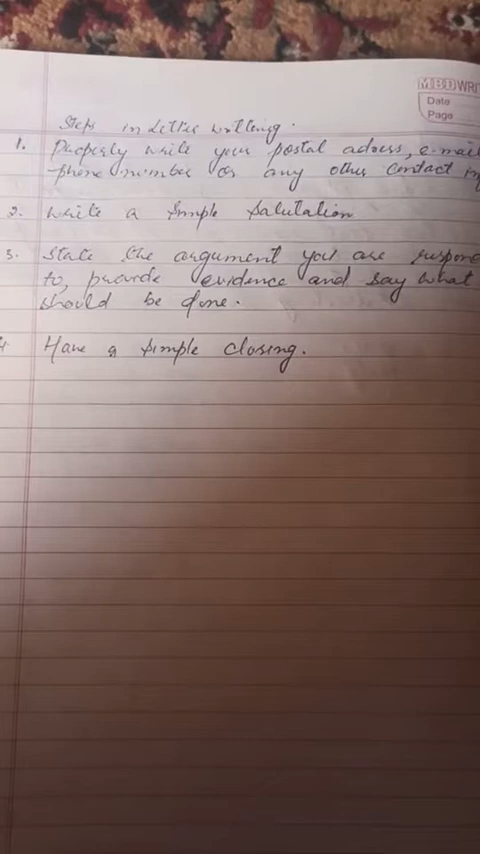 MBD WRI
Date
Page
Steps in Letter writing.
1. Properly write your postal adress, e-mail
phone number or any other contact in
2. Write a simple salutation
3. State the argument you are respon
to, provide evidence and say what
should be done.
4 Have a simple closing.